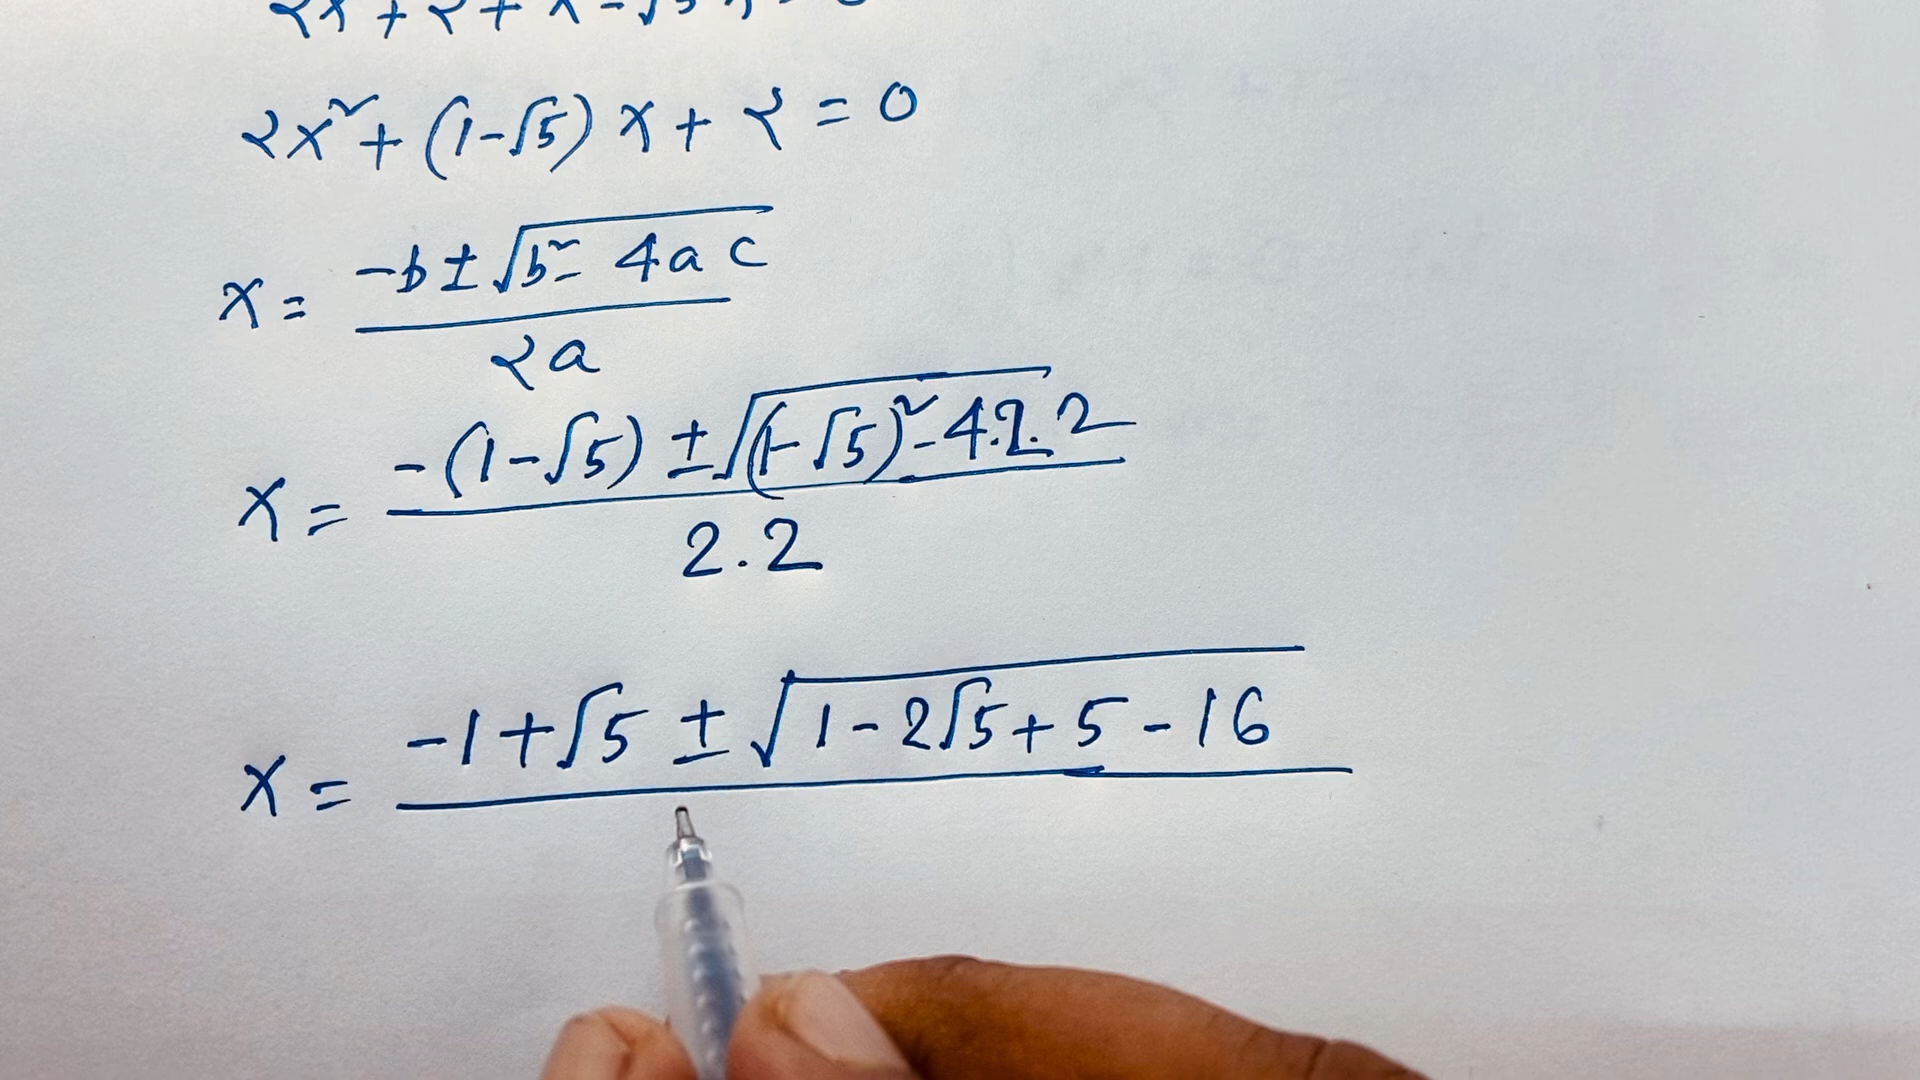 2x² + (1-√5) x + 2 = 0
x = (-b ± √(b² - 4ac)) / 2a
x = (-(1-√5) ± √((1-√5)² - 4.2.2)) / 2.2
x = (-1+√5 ± √(1-2√5+5-16)) /